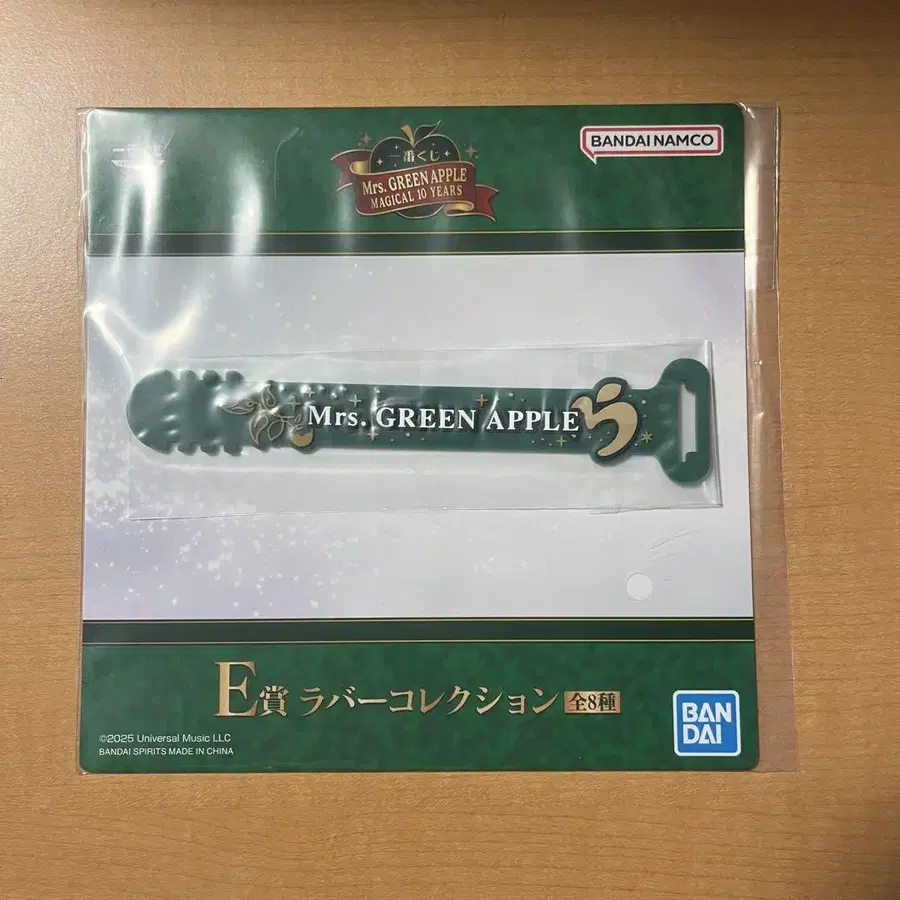 一番くじ
Mrs. GREEN APPLE
MAGICAL 10 YEARS
BANDAI NAMCO
Mrs. GREEN APPLE
E賞 ラバーコレクション 全8種
©2025 Universal Music LLC
BANDAI SPIRITS MADE IN CHINA
BAN
DAI